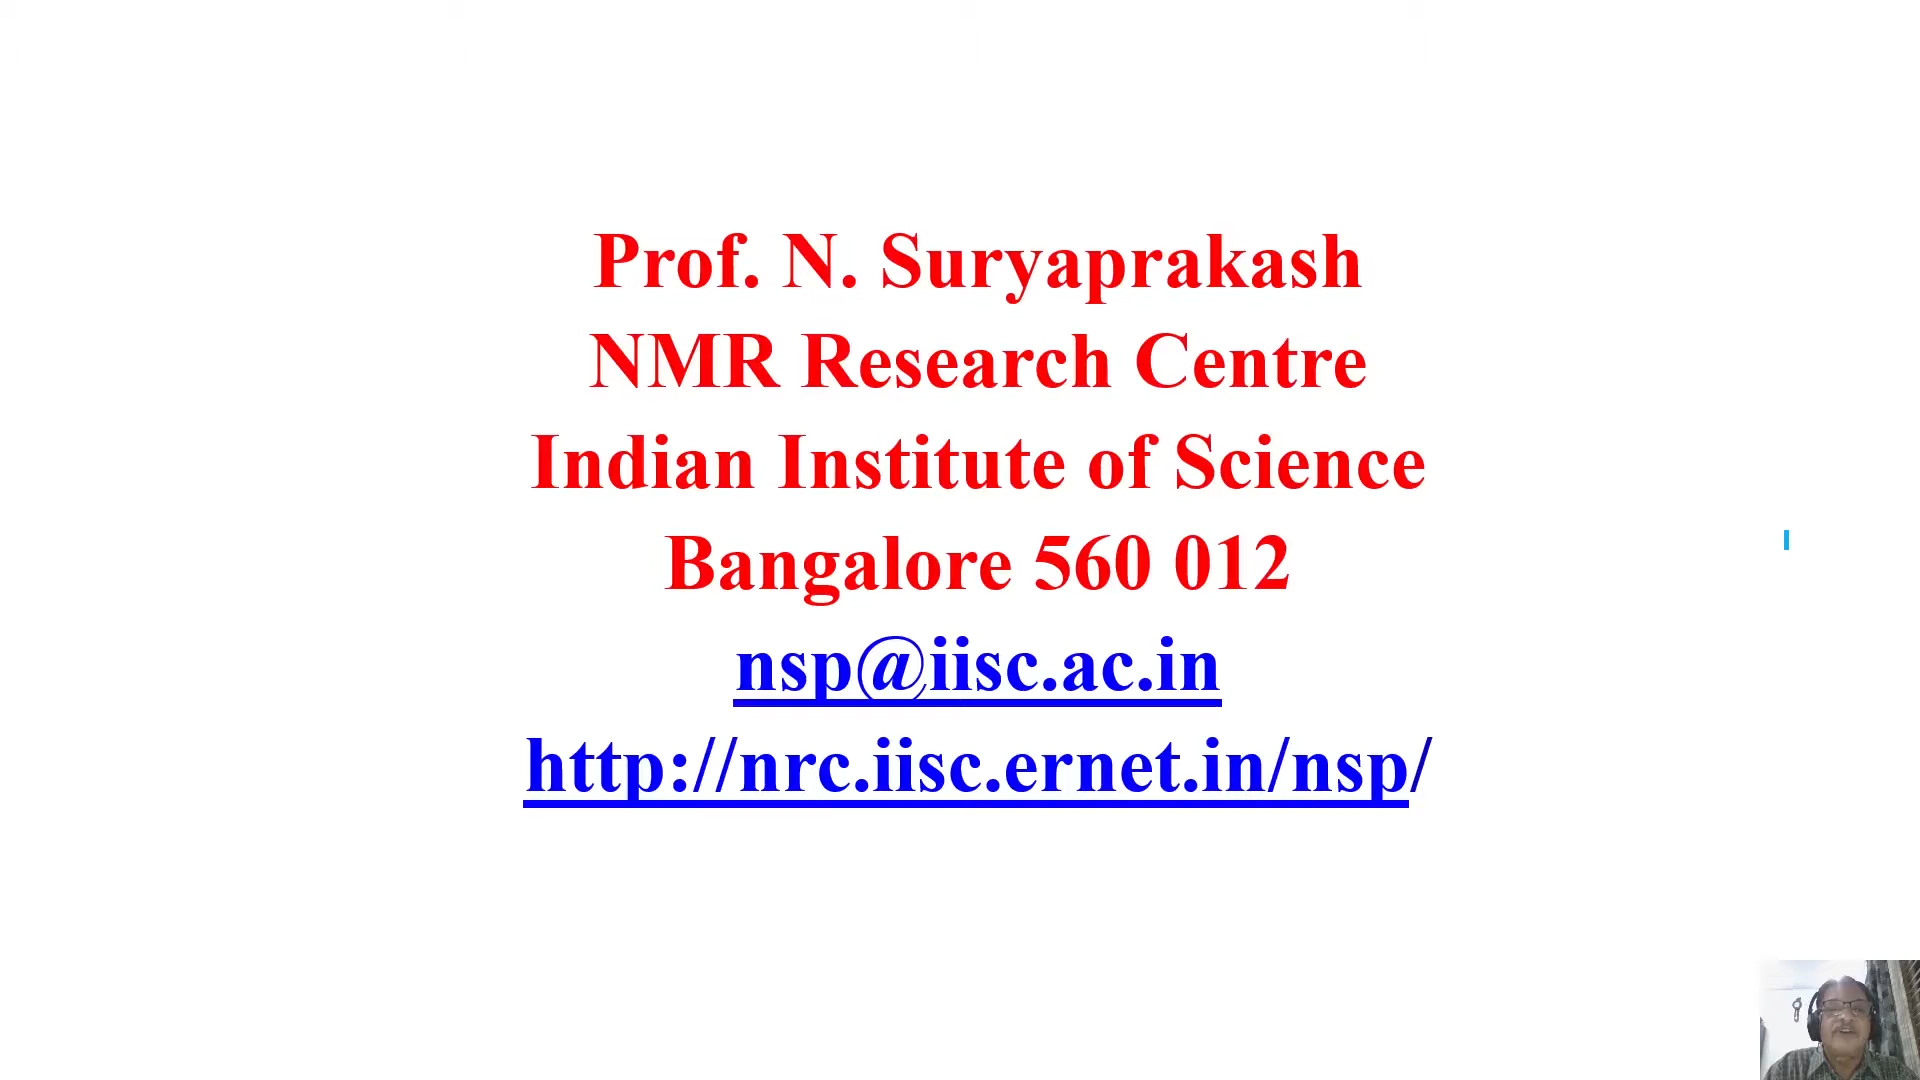 Prof. N. Suryaprakash
NMR Research Centre
Indian Institute of Science
Bangalore 560 012
nsp@iisc.ac.in
http://nrc.iisc.ernet.in/nsp/